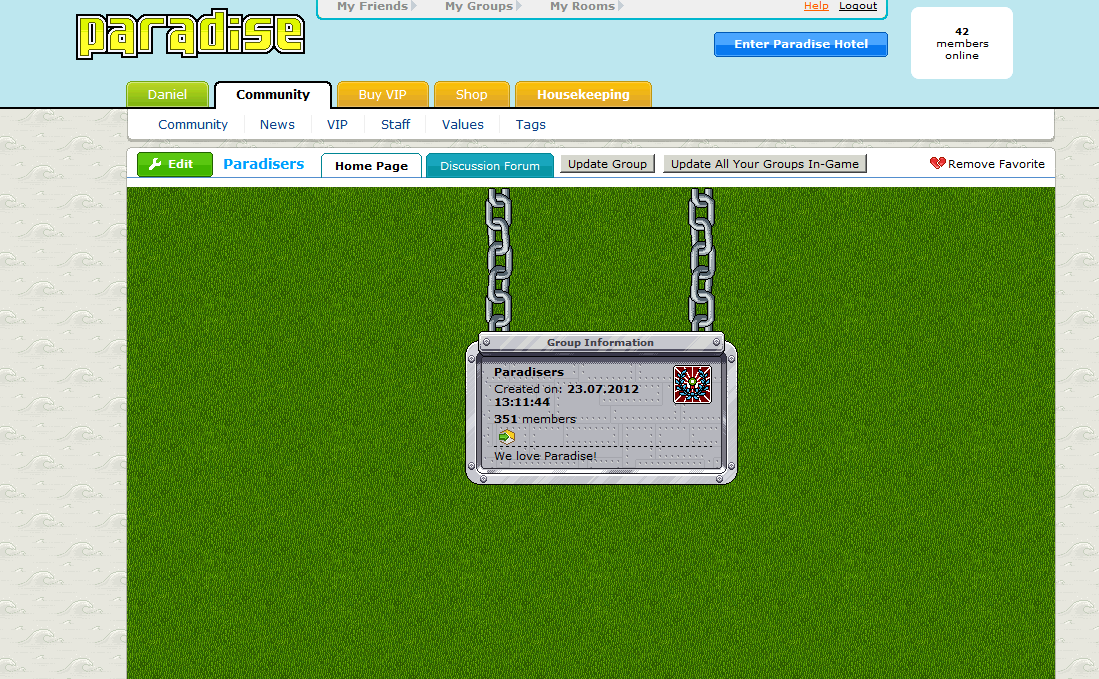 My Friends My Groups My Rooms Help Logout
paradise
Enter Paradise Hotel
42
members
online
Daniel Community Buy VIP Shop Housekeeping
Community News VIP Staff Values Tags
Edit Paradisers Home Page Discussion Forum Update Group Update All Your Groups In-Game Remove Favorite
Group Information
Paradisers
Created on: 23.07.2012
13:11:44
351 members
We love Paradise!